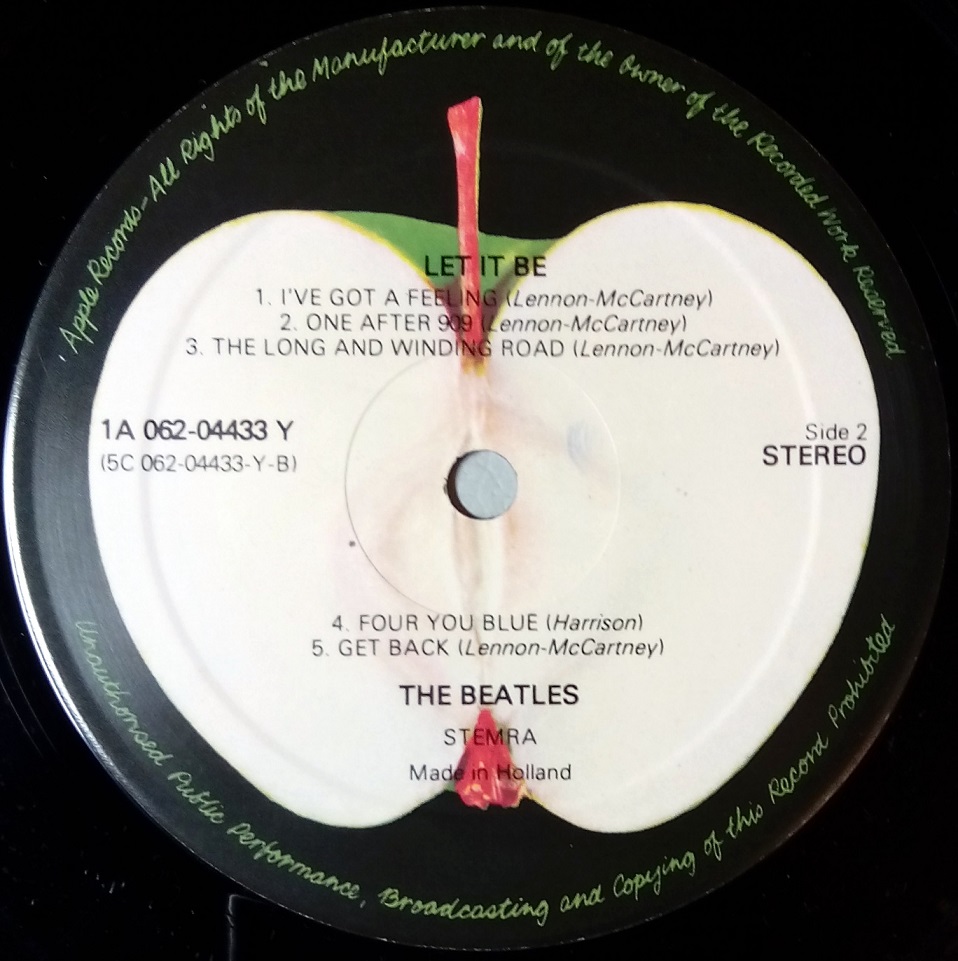 Apple Records-All Rights of the Manufacturer and of the Owner of the Recorded Work Reserved
LET IT BE
1. I'VE GOT A FEELING (Lennon-McCartney)
2. ONE AFTER 909 (Lennon-McCartney)
3. THE LONG AND WINDING ROAD (Lennon-McCartney)
1A 062-04433 Y
(5C 062-04433-Y-B)
Side 2
STEREO
4. FOUR YOU BLUE (Harrison)
5. GET BACK (Lennon-McCartney)
THE BEATLES
STEMRA
Made in Holland
Unauthorised Public Performance, Broadcasting and Copying of this Record Prohibited